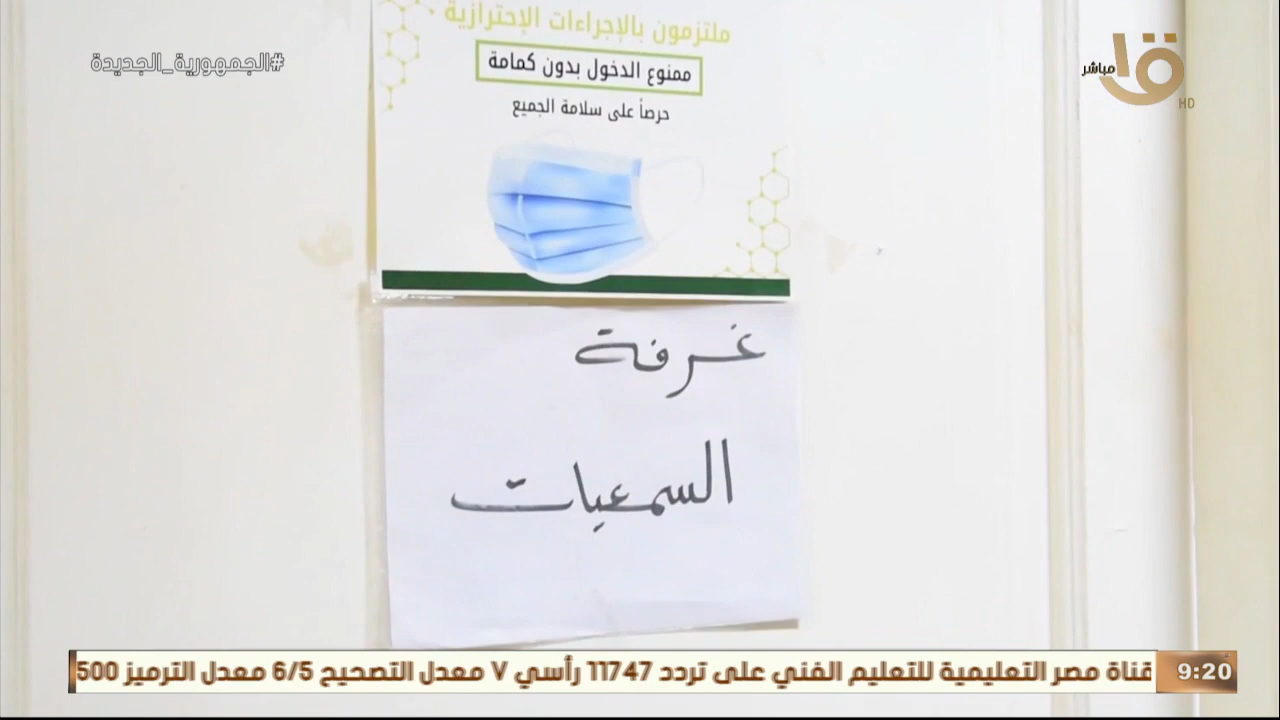 #الجمهورية_الجديدة
مباشر
HD
ملتزمون بالإجراءات الإحترازية
ممنوع الدخول بدون كمامة
حرصاً على سلامة الجميع
غرفة
السمعيات
قناة مصر التعليمية للتعليم الفني على تردد 11747 رأسي V معدل التصحيح 6/5 معدل الترميز 500
9:20